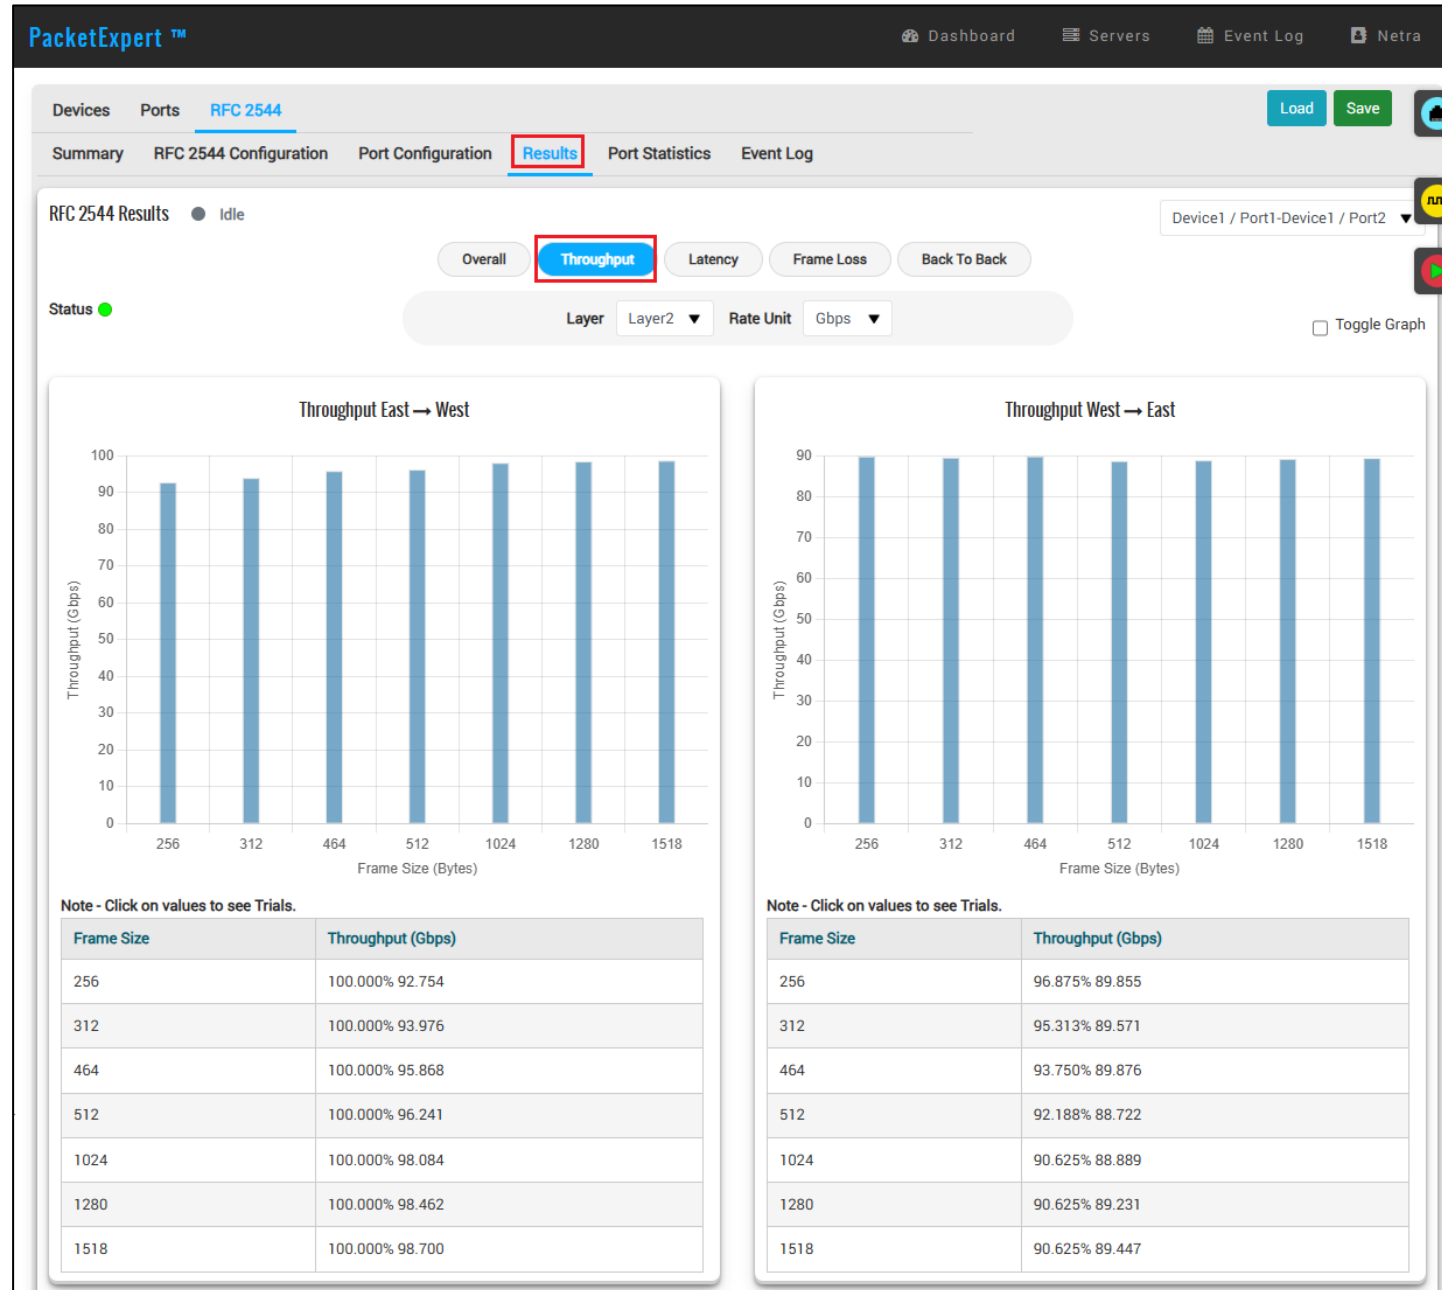 PacketExpert ™ Dashboard Servers Event Log Netra
Devices Ports RFC 2544 Load Save
Summary RFC 2544 Configuration Port Configuration Results Port Statistics Event Log
RFC 2544 Results Idle Device1 / Port1-Device1 / Port2
Overall Throughput Latency Frame Loss Back To Back
Status Layer Layer2 Rate Unit Gbps Toggle Graph
Throughput East → West
100
90
80
70
60
50
40
30
20
10
0
Throughput (Gbps)
256 312 464 512 1024 1280 1518
Frame Size (Bytes)
Note - Click on values to see Trials.
Frame Size Throughput (Gbps)
256 100.000% 92.754
312 100.000% 93.976
464 100.000% 95.868
512 100.000% 96.241
1024 100.000% 98.084
1280 100.000% 98.462
1518 100.000% 98.700
Throughput West → East
90
80
70
60
50
40
30
20
10
0
Throughput (Gbps)
256 312 464 512 1024 1280 1518
Frame Size (Bytes)
Note - Click on values to see Trials.
Frame Size Throughput (Gbps)
256 96.875% 89.855
312 95.313% 89.571
464 93.750% 89.876
512 92.188% 88.722
1024 90.625% 88.889
1280 90.625% 89.231
1518 90.625% 89.447